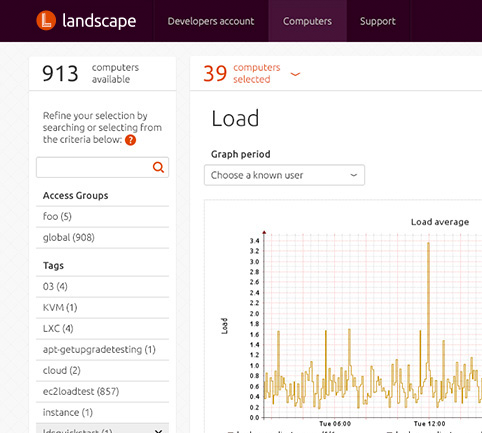 landscape
Developers account
Computers
Support
913 computers available
39 computers selected
Refine your selection by
searching or selecting from
the criteria below: ?
Access Groups
foo (5)
global (908)
Tags
03 (4)
KVM (1)
LXC (4)
apt-getupgradetesting (1)
cloud (2)
ec2loadtest (857)
instance (1)
ldsquickstart (1)
Load
Graph period
Choose a known user
Load average
3.4
3.2
3.0
2.8
2.6
2.4
2.2
2.0
1.8
1.6
1.4
1.2
1.0
0.8
0.6
0.4
0.2
0.0
Load
Tue 06:00
Tue 12:00